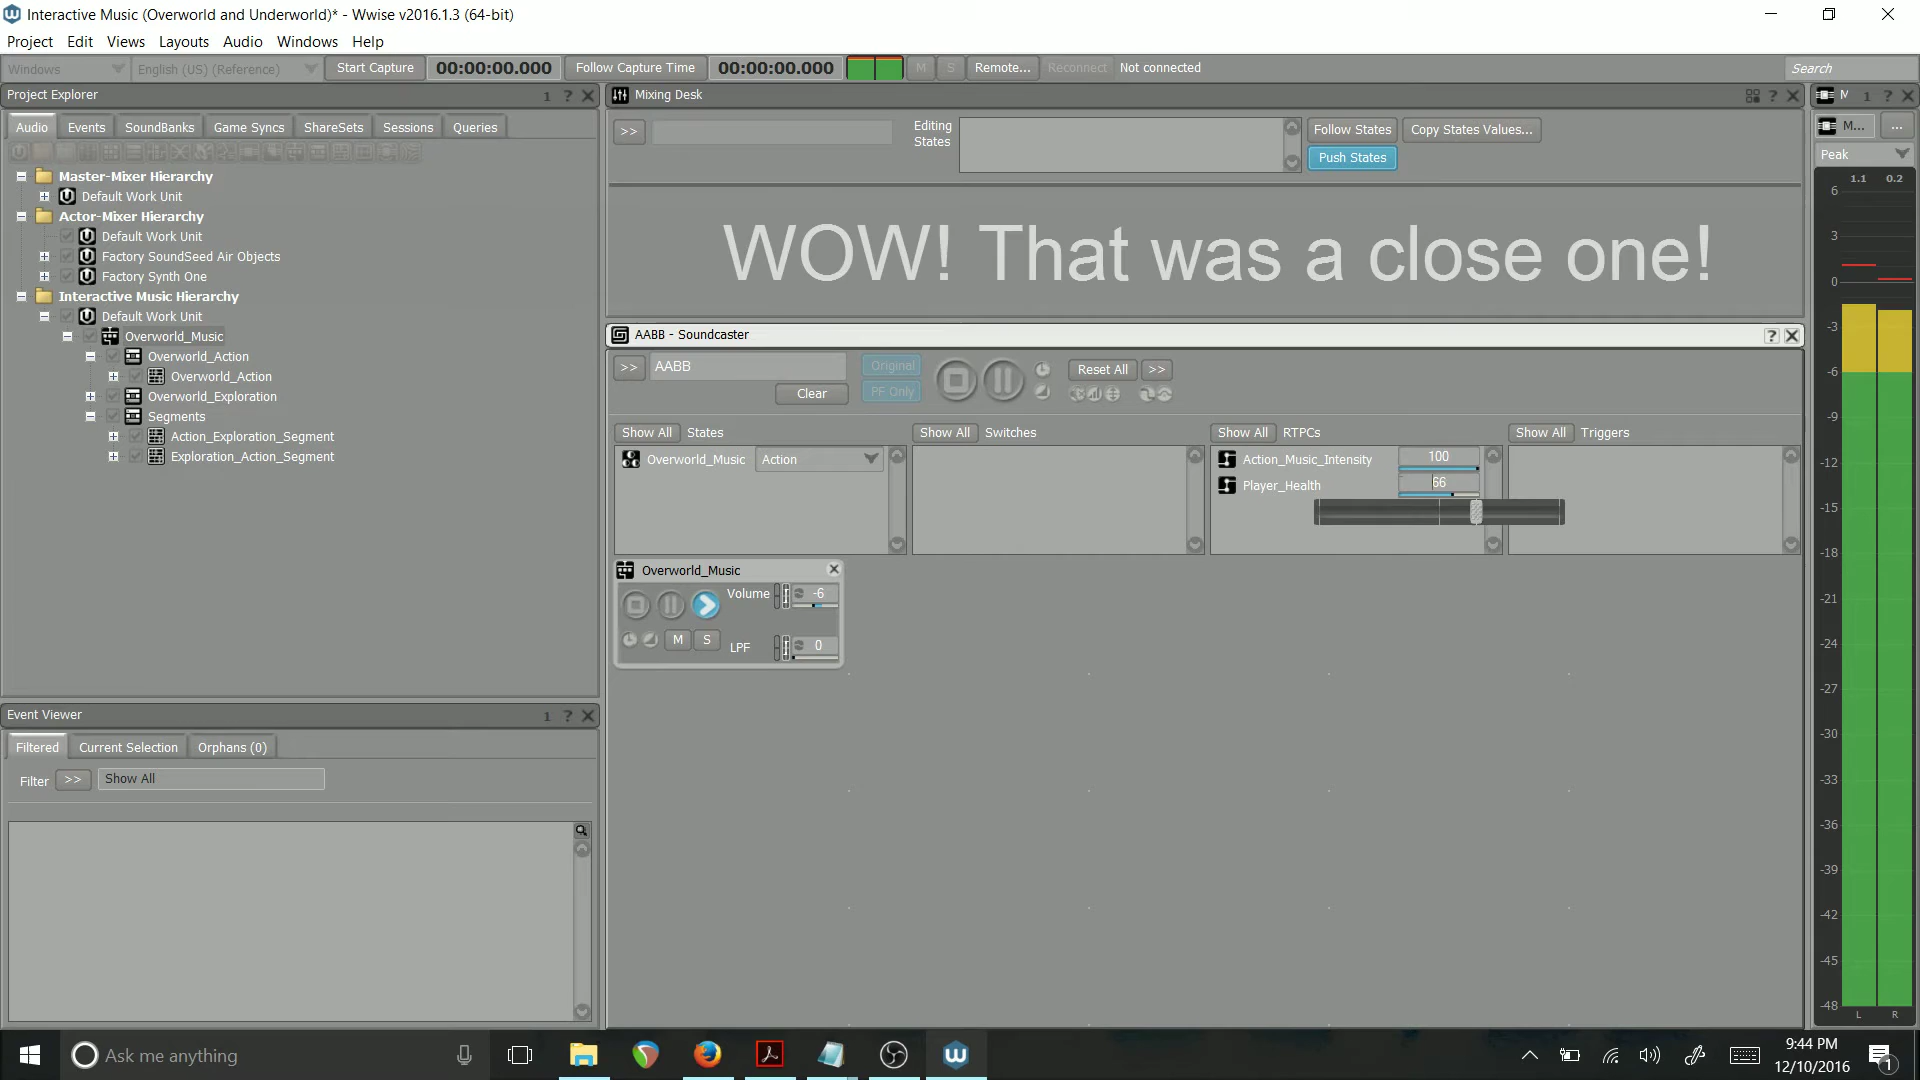 Interactive Music (Overworld and Underworld)* - Wwise v2016.1.3 (64-bit)
Project Edit Views Layouts Audio Windows Help
Windows English (US) (Reference) Start Capture 00:00:00.000 Follow Capture Time 00:00:00.000 M S Remote... Reconnect Not connected Search
Project Explorer 1 ?
Audio Events SoundBanks Game Syncs ShareSets Sessions Queries
Master-Mixer Hierarchy
Default Work Unit
Actor-Mixer Hierarchy
Default Work Unit
Factory SoundSeed Air Objects
Factory Synth One
Interactive Music Hierarchy
Default Work Unit
Overworld_Music
Overworld_Action
Overworld_Action
Overworld_Exploration
Segments
Action_Exploration_Segment
Exploration_Action_Segment
Event Viewer 1 ?
Filtered Current Selection Orphans (0)
Filter >> Show All
Mixing Desk ?
>> Editing States Follow States Copy States Values...
Push States
WOW! That was a close one!
AABB - Soundcaster ?
>> AABB Original Reset All >>
Clear PF Only
Show All States Show All Switches Show All RTPCs Show All Triggers
Overworld_Music Action Action_Music_Intensity 100
Player_Health 66
Overworld_Music
Volume -6
M S LPF 0
M 1 ?
M... ...
Peak
1.1 0.2
6
3
0
-3
-6
-9
-12
-15
-18
-21
-24
-27
-30
-33
-36
-39
-42
-45
-48
L R
Ask me anything
9:44 PM
12/10/2016
1